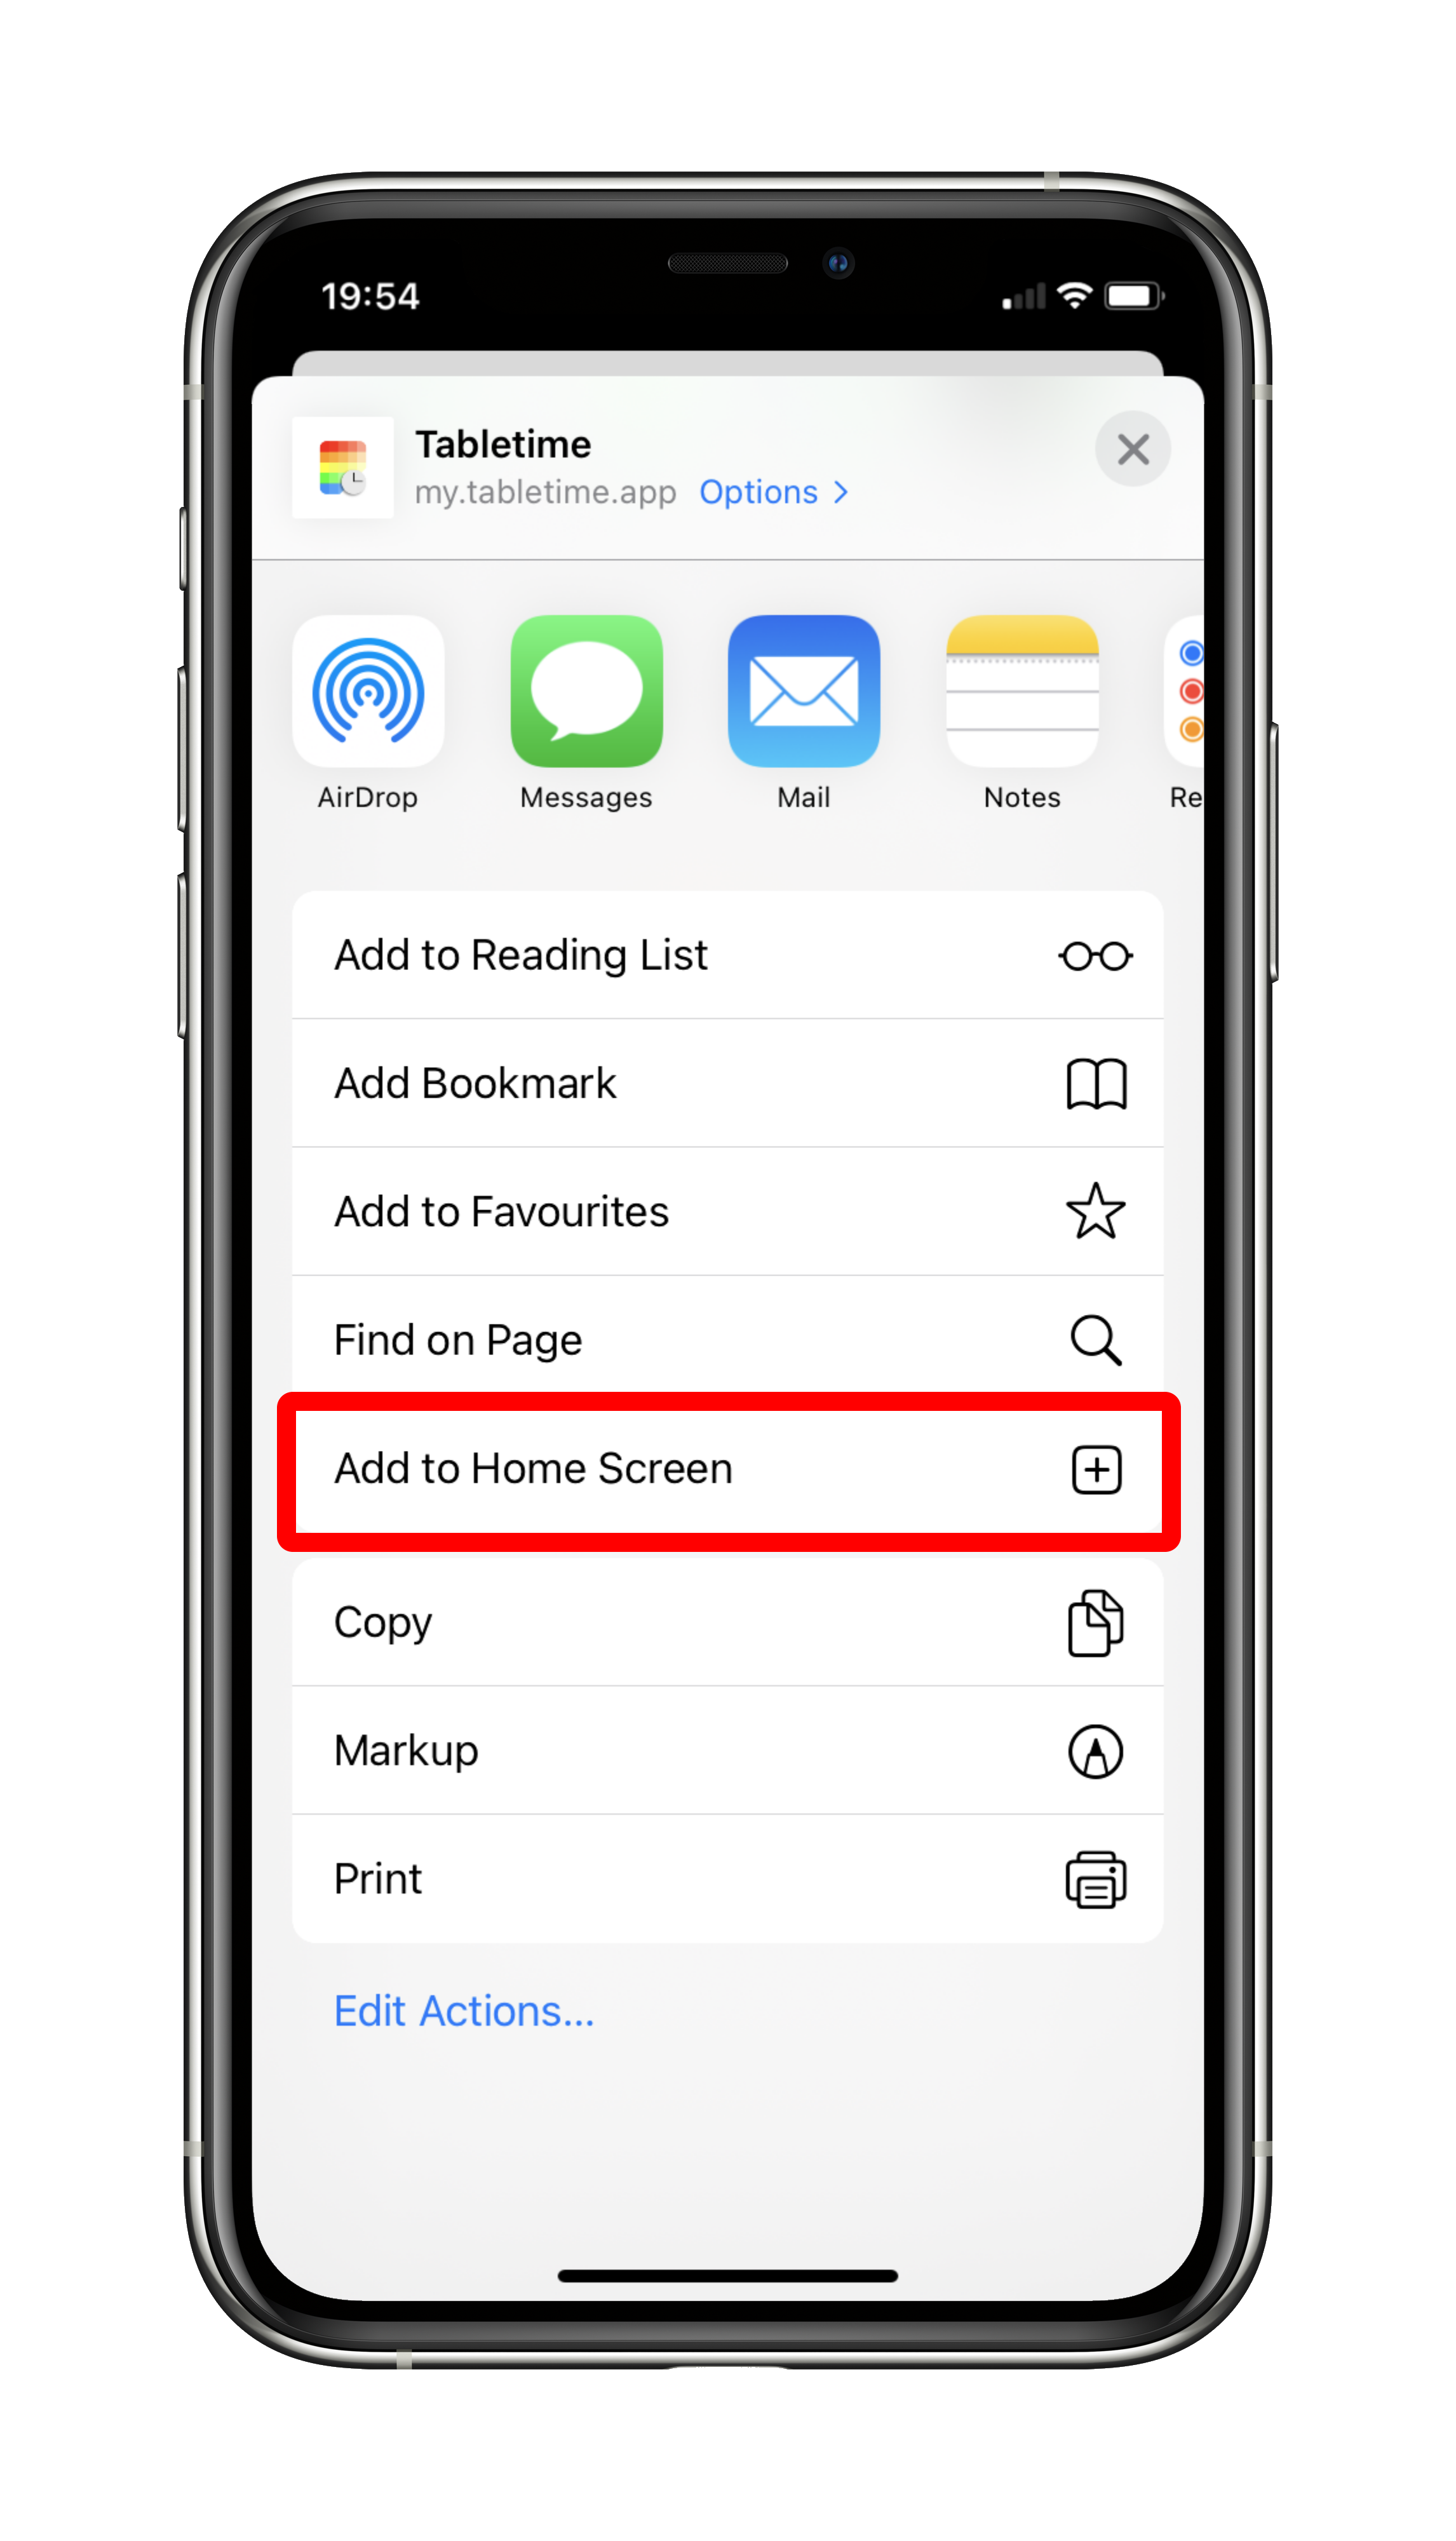 19:54
Tabletime
my.tabletime.app Options >
AirDrop Messages Mail Notes Re
Add to Reading List
Add Bookmark
Add to Favourites
Find on Page
Add to Home Screen
Copy
Markup
Print
Edit Actions...